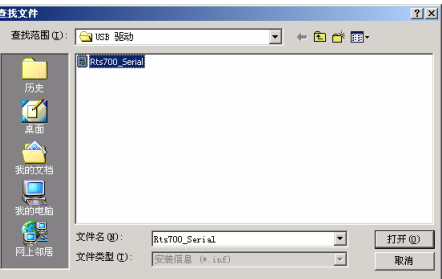 查找文件
查找范围(I):
USB 驱动
历史
桌面
我的文档
我的电脑
网上邻居
Rts700_Serial
文件名(N):
Rts700_Serial
打开(O)
文件类型(T):
安装信息 (*.inf)
取消